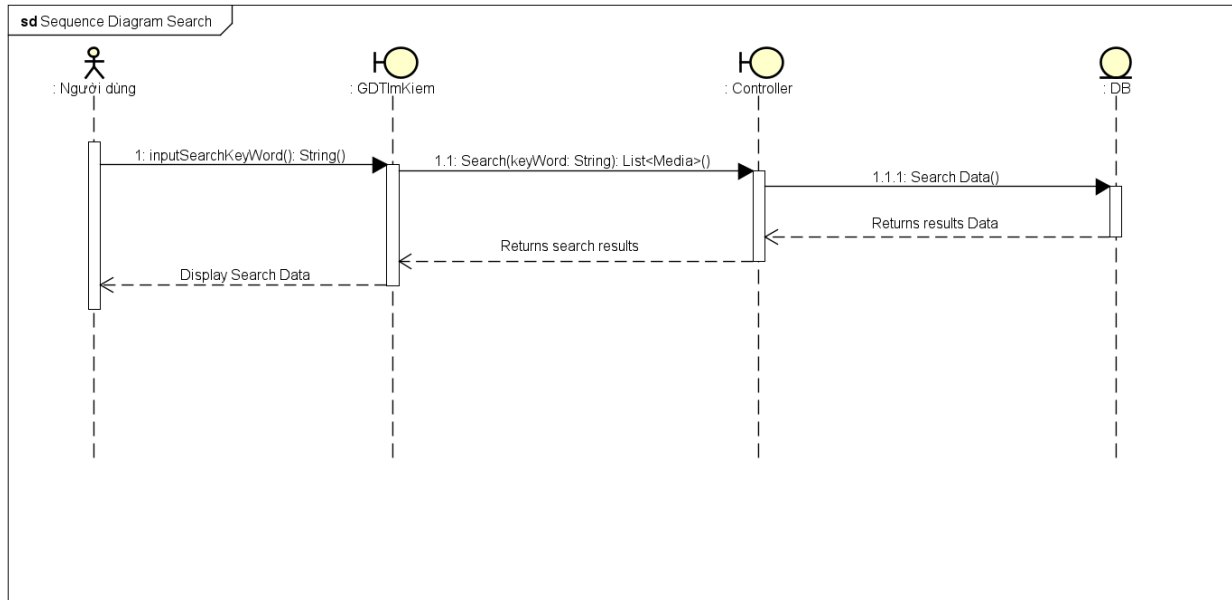 sd Sequence Diagram Search
: Người dùng
: GDTImKiem
: Controller
: DB
1: inputSearchKeyWord(): String()
1.1: Search(keyWord: String): List<Media>()
1.1.1: Search Data()
Returns results Data
Returns search results
Display Search Data